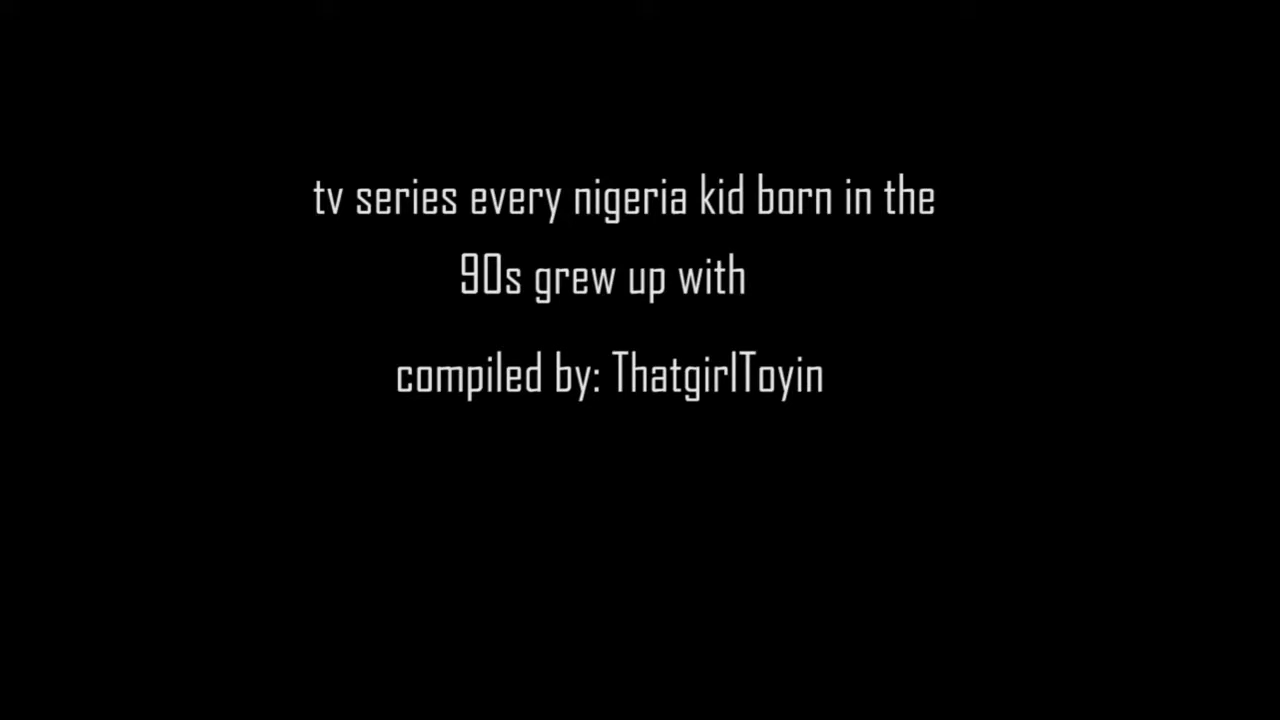 tv series every nigeria kid born in the
90s grew up with
compiled by: ThatgirlToyin